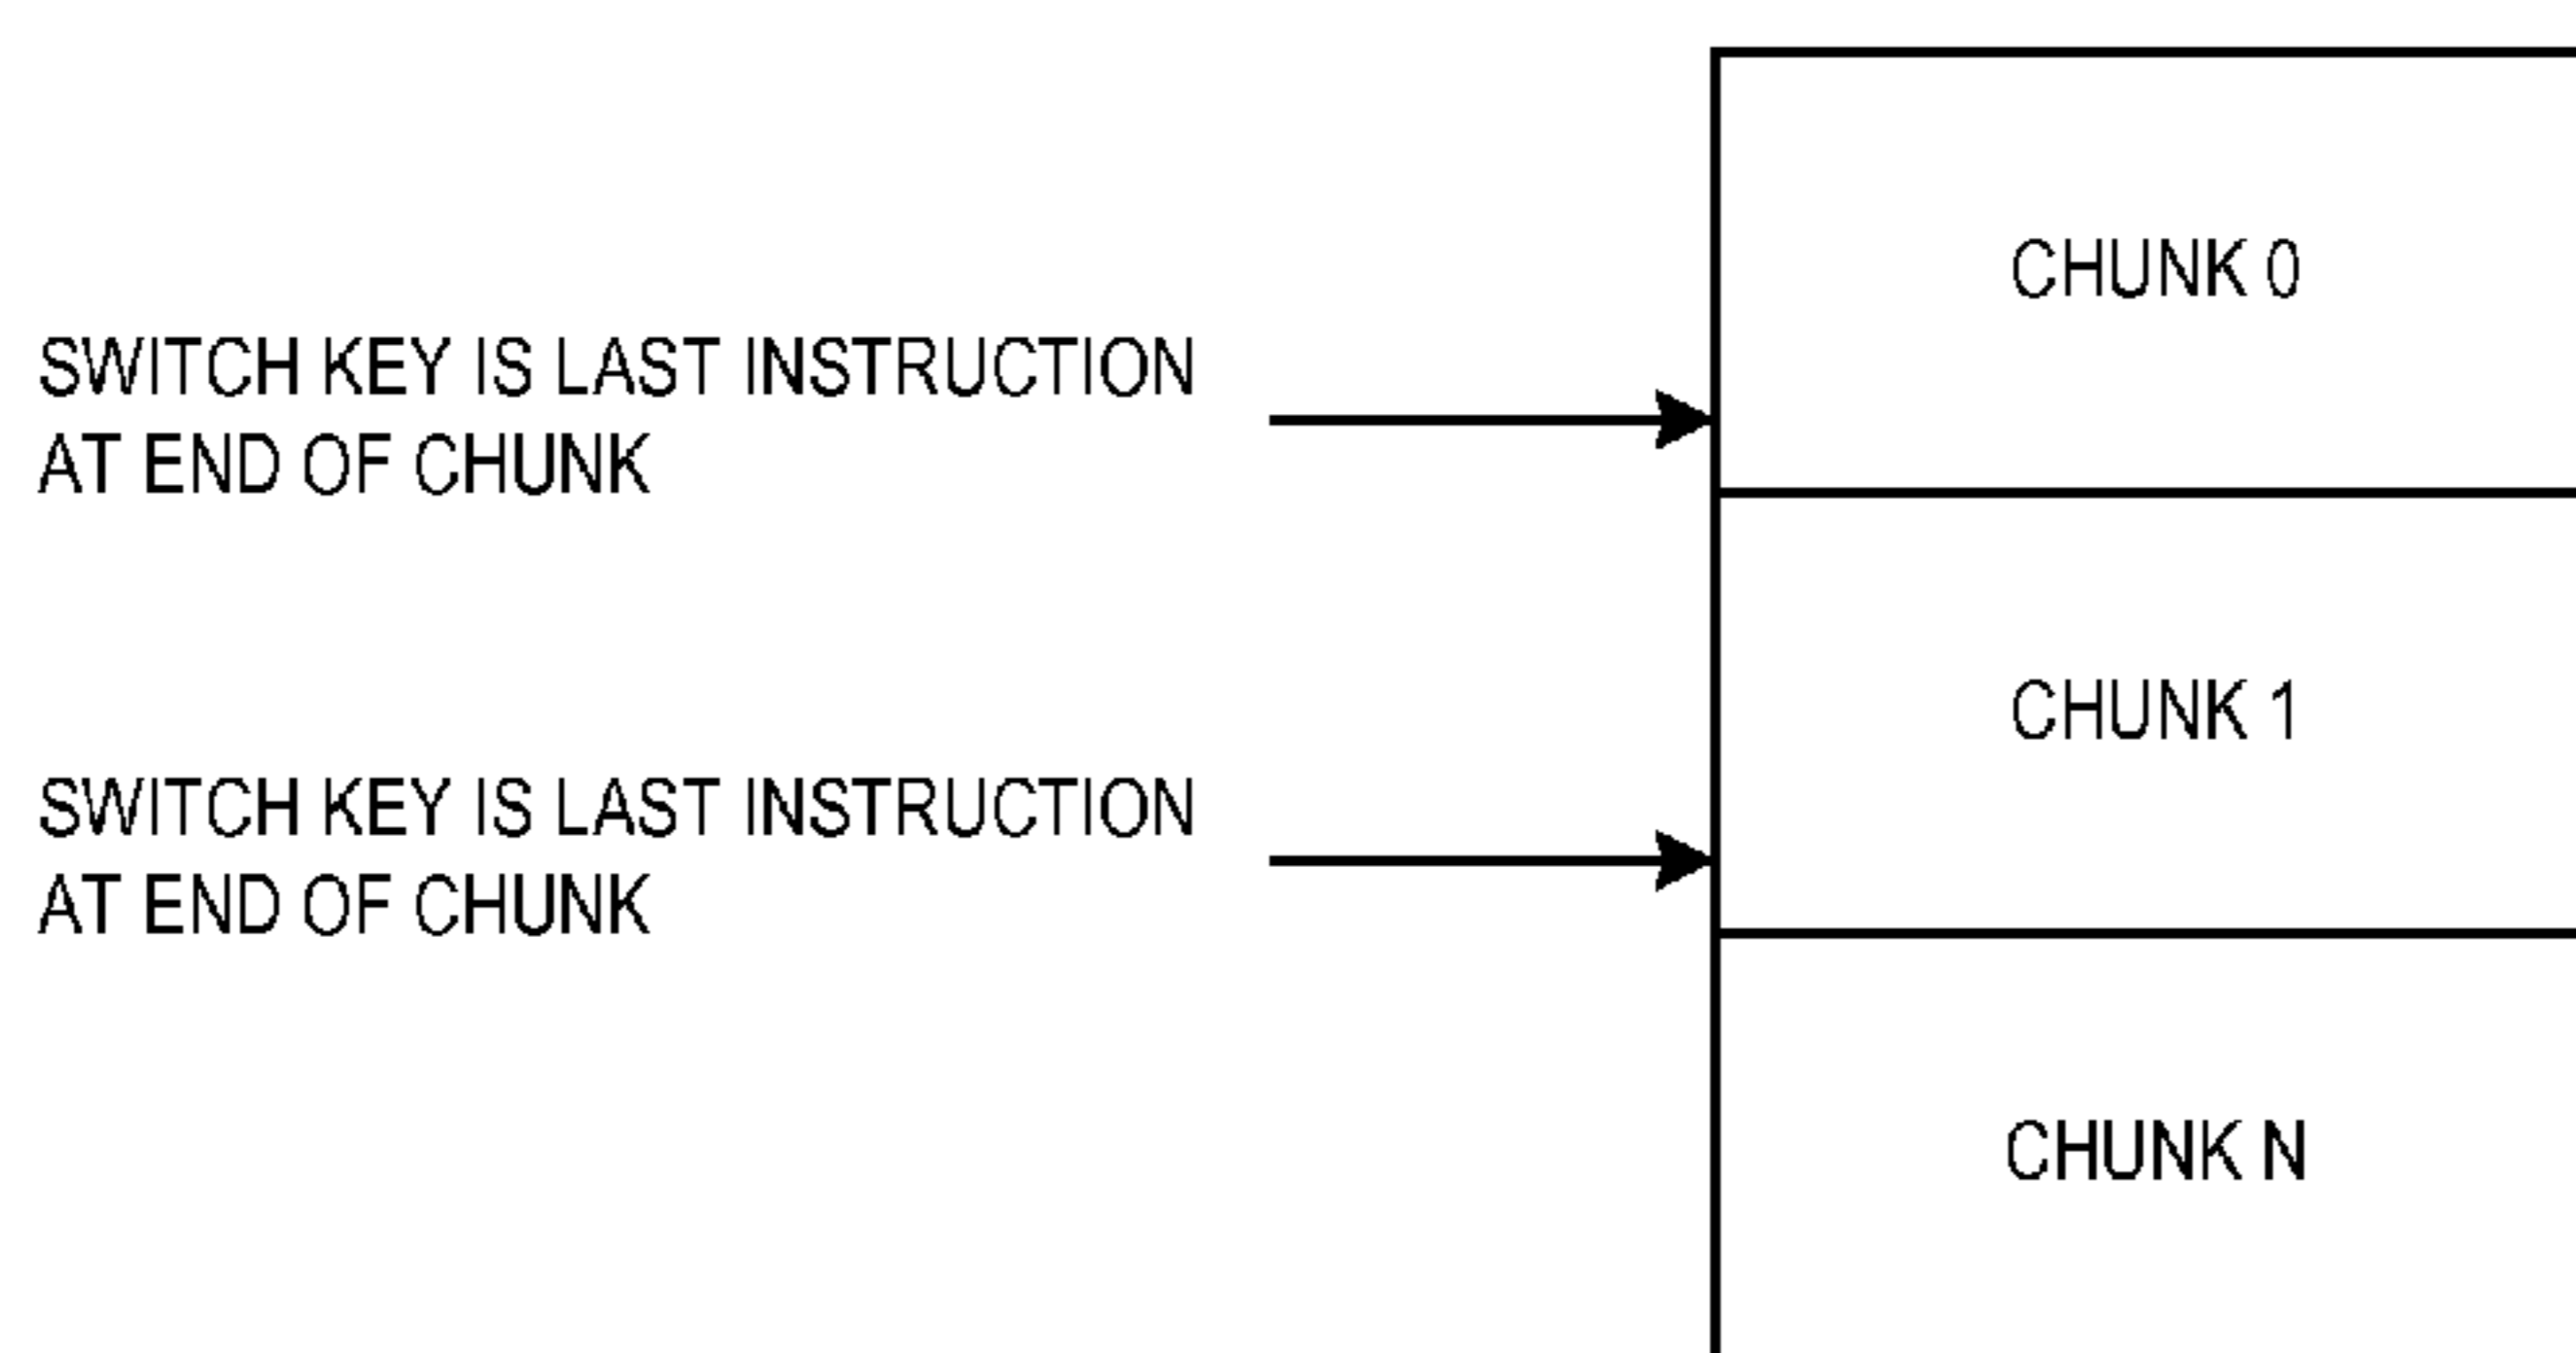 CHUNK 0
SWITCH KEY IS LAST INSTRUCTION
AT END OF CHUNK
CHUNK 1
SWITCH KEY IS LAST INSTRUCTION
AT END OF CHUNK
CHUNK N